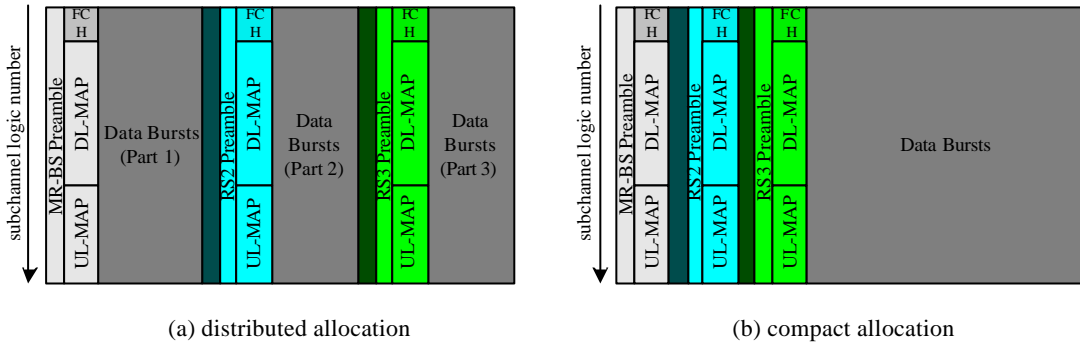 subchannel logic number
MR-BS Preamble
FC
H
DL-MAP
UL-MAP
Data Bursts
(Part 1)
RS2 Preamble
FC
H
DL-MAP
UL-MAP
Data
Bursts
(Part 2)
RS3 Preamble
FC
H
DL-MAP
UL-MAP
Data
Bursts
(Part 3)
(a) distributed allocation
subchannel logic number
MR-BS Preamble
FC
H
DL-MAP
UL-MAP
RS2 Preamble
FC
H
DL-MAP
UL-MAP
RS3 Preamble
FC
H
DL-MAP
UL-MAP
Data Bursts
(b) compact allocation